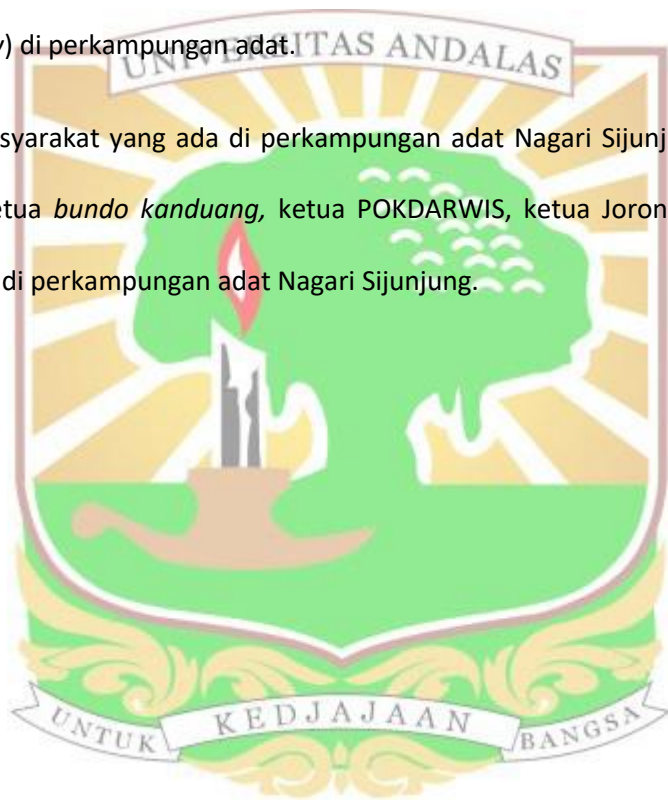 ) di perkampungan adat.
UNIVERSITAS ANDALAS
syarakat yang ada di perkampungan adat Nagari Sijunj
etua bundo kanduang, ketua POKDARWIS, ketua Joron
di perkampungan adat Nagari Sijunjung.
UNTUK KEDJAJAAN BANGSA